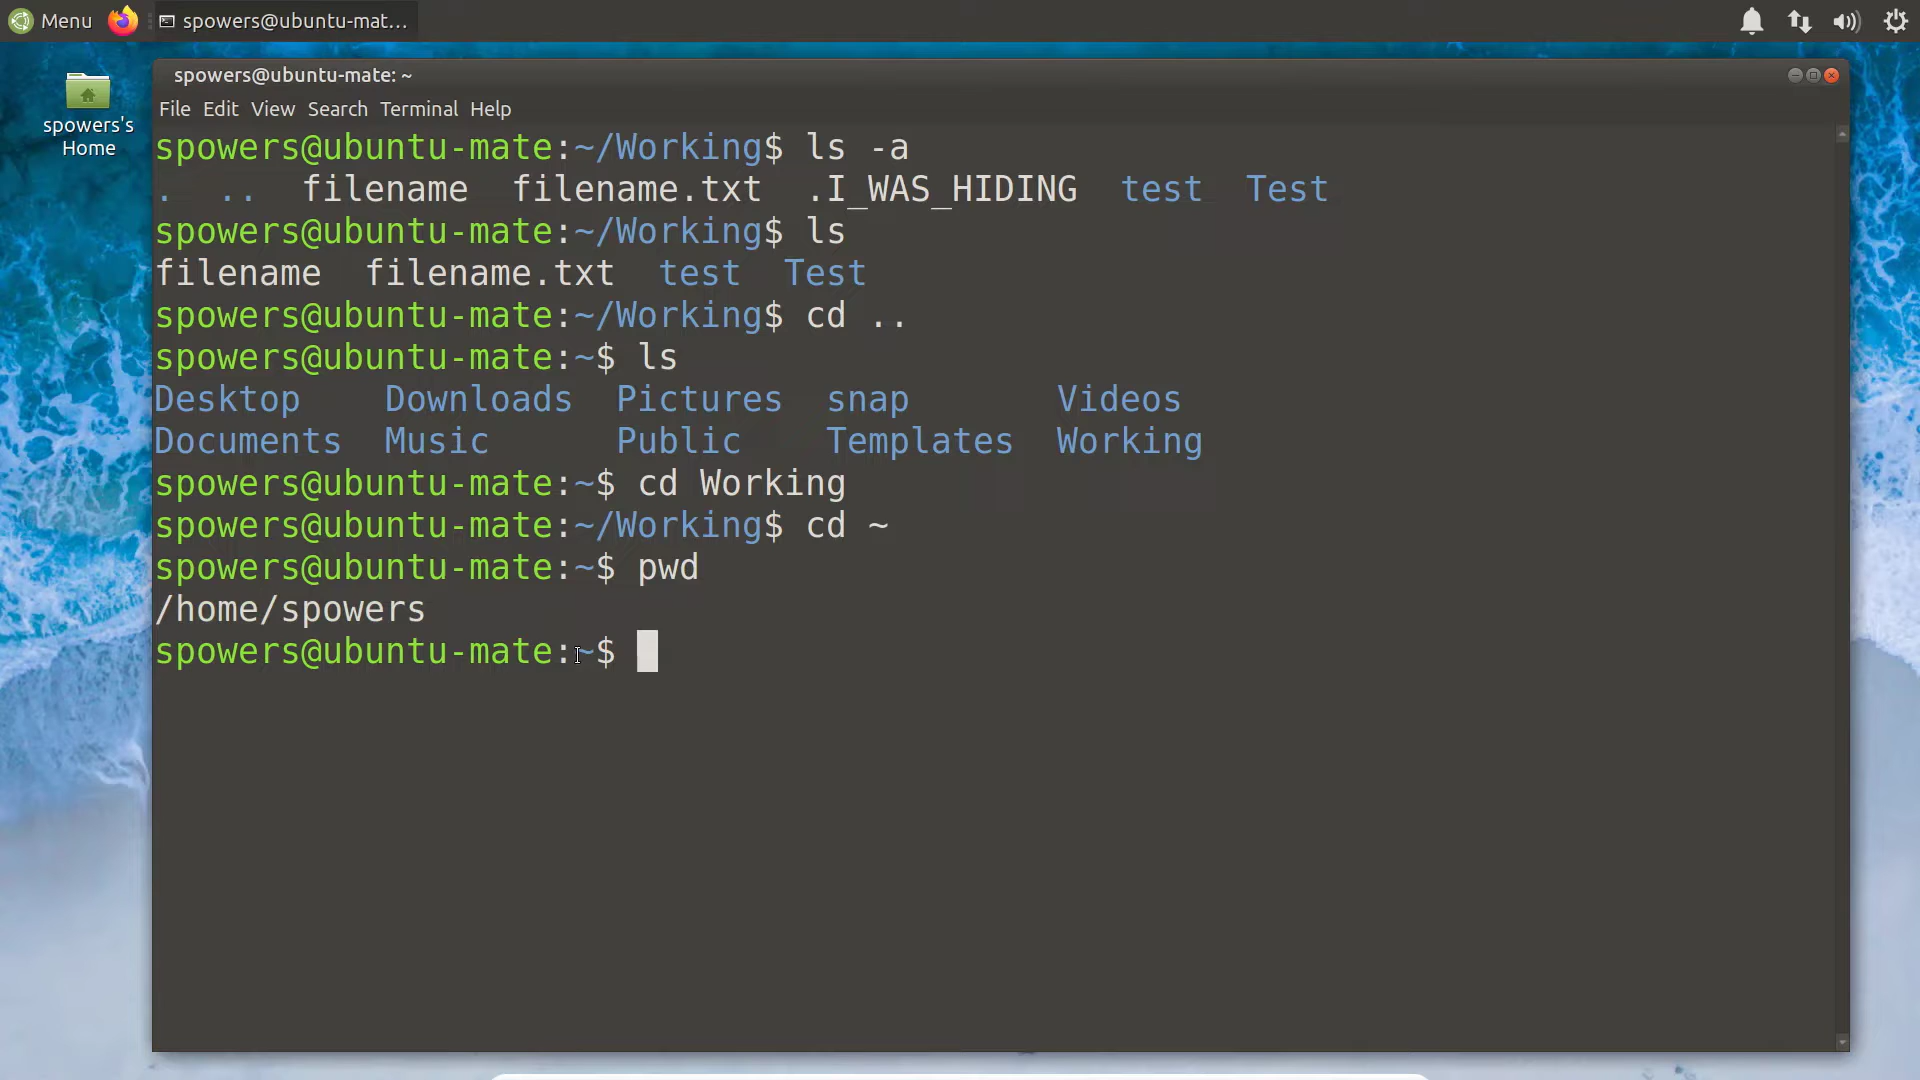 Menu spowers@ubuntu-mat...
spowers's
Home
spowers@ubuntu-mate: ~
File Edit View Search Terminal Help
spowers@ubuntu-mate:~/Working$ ls -a
. .. filename filename.txt .I_WAS_HIDING test Test
spowers@ubuntu-mate:~/Working$ ls
filename filename.txt test Test
spowers@ubuntu-mate:~/Working$ cd ..
spowers@ubuntu-mate:~$ ls
Desktop Downloads Pictures snap Videos
Documents Music Public Templates Working
spowers@ubuntu-mate:~$ cd Working
spowers@ubuntu-mate:~/Working$ cd ~
spowers@ubuntu-mate:~$ pwd
/home/spowers
spowers@ubuntu-mate:~$